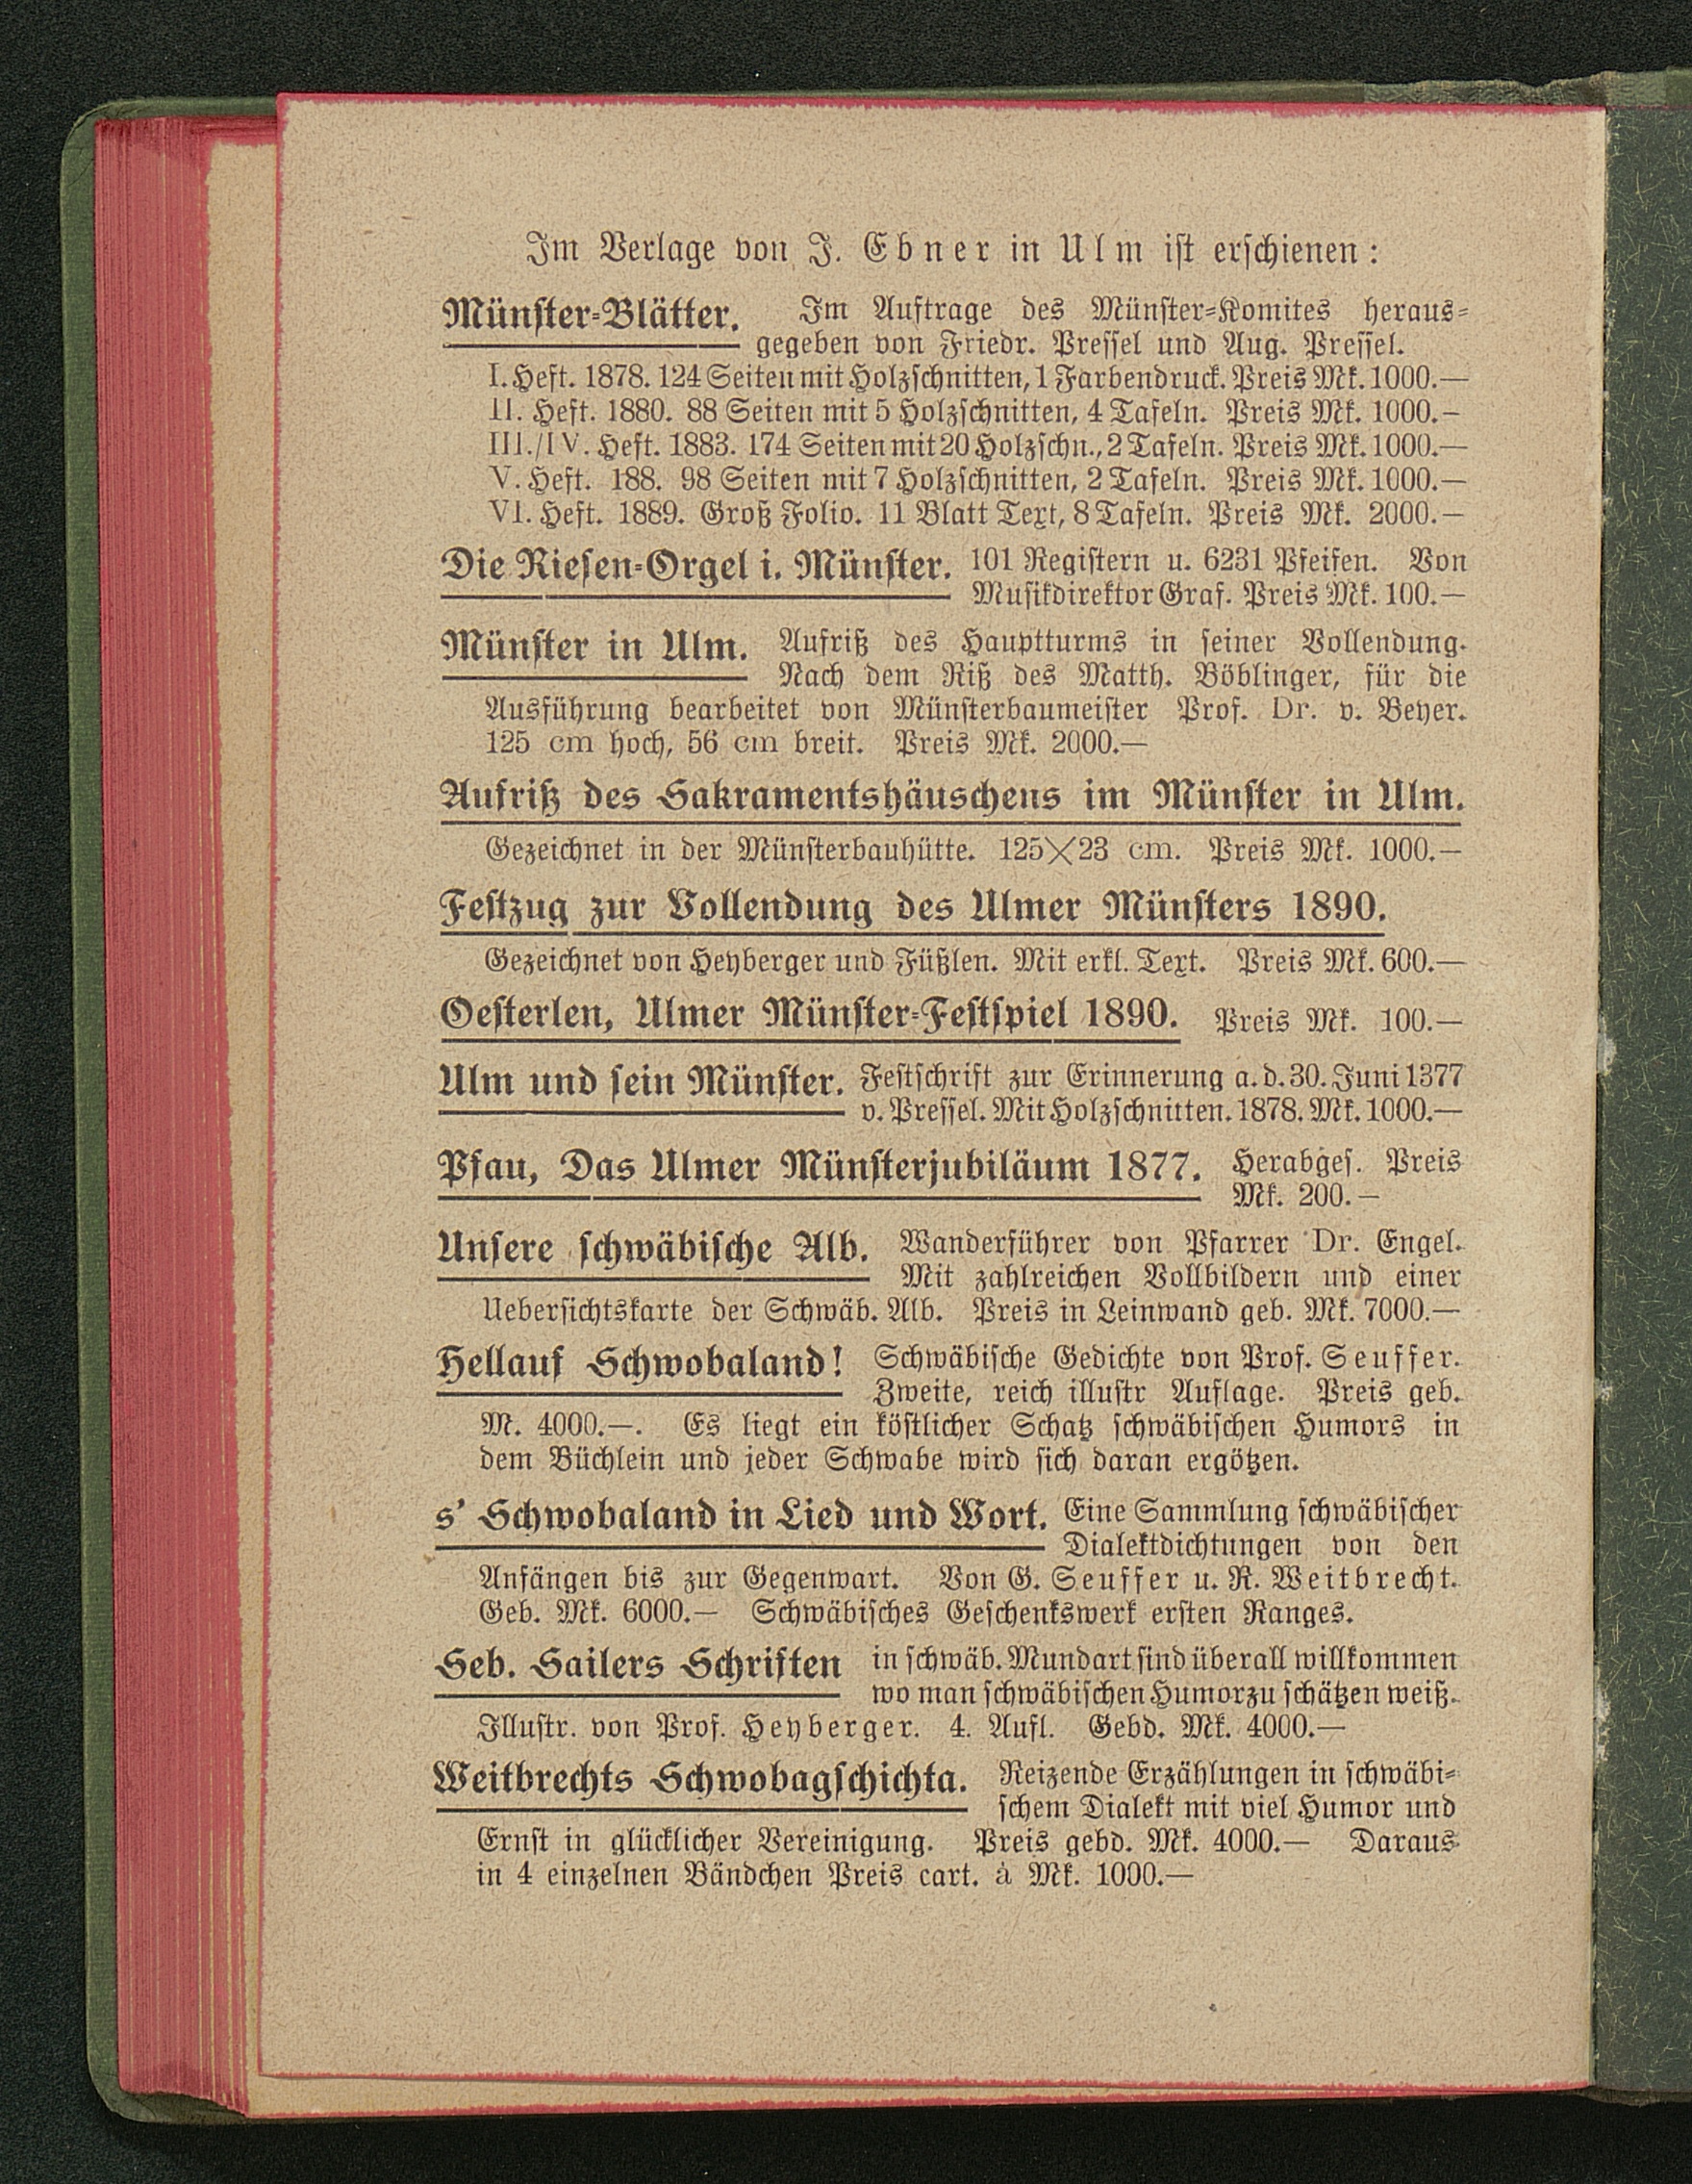 Im Verlage von J. Ebner in Ulm ist erschienen:
Münster-Blätter. Im Auftrage des Münster-Komites heraus-
gegeben von Friedr. Pressel und Aug. Pressel.
I. Heft. 1878. 124 Seiten mit Holzschnitten, 1 Farbendruck. Preis Mk. 1000.—
II. Heft. 1880. 88 Seiten mit 5 Holzschnitten, 4 Tafeln. Preis Mk. 1000.—
III./IV. Heft. 1883. 174 Seiten mit 20 Holzschn., 2 Tafeln. Preis Mk. 1000.—
V. Heft. 188. 98 Seiten mit 7 Holzschnitten, 2 Tafeln. Preis Mk. 1000.—
VI. Heft. 1889. Groß Folio. 11 Blatt Text, 8 Tafeln. Preis Mk. 2000.—
Die Riesen-Orgel i. Münster. 101 Registern u. 6231 Pfeifen. Von
Musikdirektor Graf. Preis Mk. 100.—
Münster in Ulm. Aufriß des Hauptturms in seiner Vollendung.
Nach dem Riß des Matth. Böblinger, für die
Ausführung bearbeitet von Münsterbaumeister Prof. Dr. v. Beyer.
125 cm hoch, 56 cm breit. Preis Mk. 2000.—
Aufriß des Sakramentshäuschens im Münster in Ulm.
Gezeichnet in der Münsterbauhütte. 125×23 cm. Preis Mk. 1000.—
Festzug zur Vollendung des Ulmer Münsters 1890.
Gezeichnet von Heyberger und Füßlen. Mit erkl. Text. Preis Mk. 600.—
Oesterlen, Ulmer Münster-Festspiel 1890. Preis Mk. 100.—
Ulm und sein Münster. Festschrift zur Erinnerung a. d. 30. Juni 1377
v. Pressel. Mit Holzschnitten. 1878. Mk. 1000.—
Pfau, Das Ulmer Münsterjubiläum 1877. Herabges. Preis
Mk. 200.—
Unsere schwäbische Alb. Wanderführer von Pfarrer Dr. Engel.
Mit zahlreichen Vollbildern und einer
Uebersichtskarte der Schwäb. Alb. Preis in Leinwand geb. Mk. 7000.—
Hellauf Schwobaland! Schwäbische Gedichte von Prof. Seuffer.
Zweite, reich illustr Auflage. Preis geb.
M. 4000.—. Es liegt ein köstlicher Schatz schwäbischen Humors in
dem Büchlein und jeder Schwabe wird sich daran ergötzen.
s' Schwobaland in Lied und Wort. Eine Sammlung schwäbischer
Dialektdichtungen von den
Anfängen bis zur Gegenwart. Von G. Seuffer u. R. Weitbrecht.
Geb. Mk. 6000.— Schwäbisches Geschenkswerk ersten Ranges.
Seb. Sailers Schriften in schwäb. Mundart sind überall willkommen
wo man schwäbischen Humor zu schätzen weiß.
Illustr. von Prof. Heyberger. 4. Aufl. Gebd. Mk. 4000.—
Weitbrechts Schwobagschichta. Reizende Erzählungen in schwäbi-
schem Dialekt mit viel Humor und
Ernst in glücklicher Vereinigung. Preis gebd. Mk. 4000.— Daraus
in 4 einzelnen Bändchen Preis cart. à Mk. 1000.—